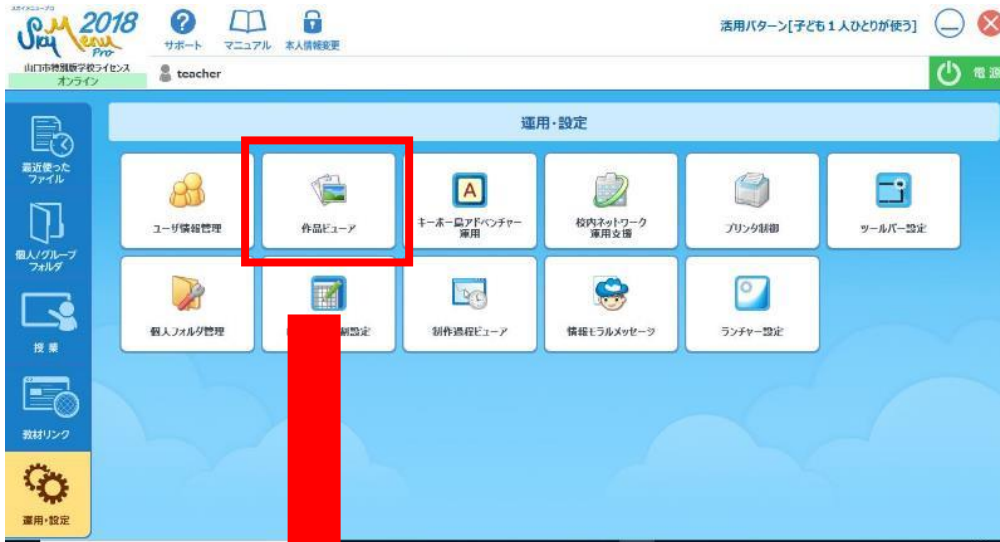 スカイメニュープロ
SKYMENU Pro 2018
サポート
マニュアル
本人情報変更
活用パターン[子ども1人ひとりが使う]
山口市特別版学校ライセンス
オンライン
teacher
電源
運用・設定
最近使った
ファイル
個人/グループ
フォルダ
授業
教材リンク
運用・設定
ユーザ情報管理
作品ビューア
キーボー島アドベンチャー
運用
校内ネットワーク
運用支援
プリンタ制御
ツールバー設定
個人フォルダ管理
割設定
制作過程ビューア
情報モラルメッセージ
ランチャー設定